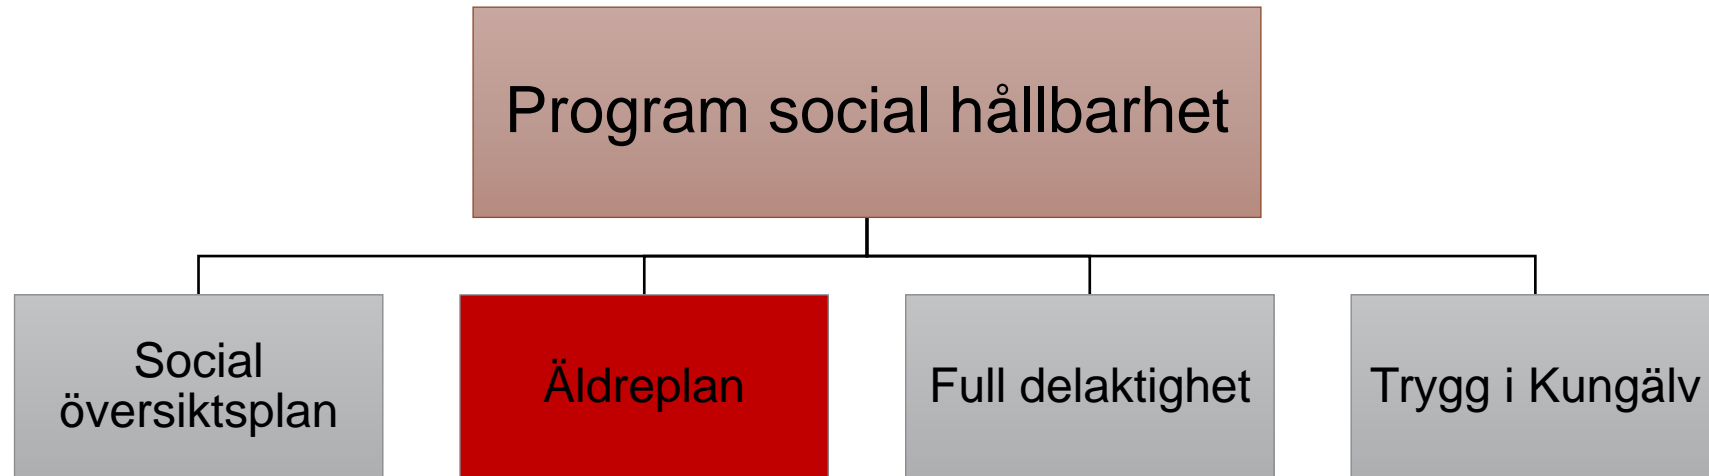 Program social hållbarhet
Social
översiktsplan
Äldreplan
Full delaktighet
Trygg i Kungälv